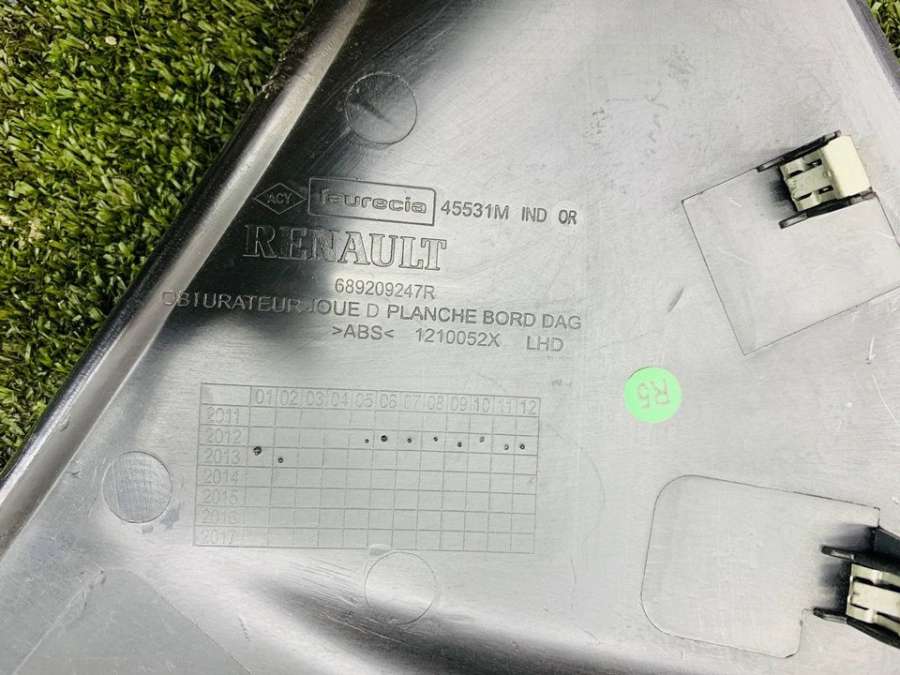 ACY faurecia 45531M IND OR
RENAULT
689209247R
OBTURATEUR JOUE D PLANCHE BORD DAG
>ABS< 1210052X LHD
R5
01 02 03 04 05 06 07 08 09 10 11 12
2011
2012
2013
2014
2015
2016
2017